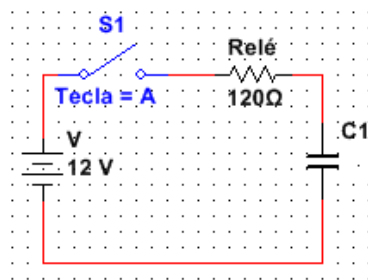 S1
Tecla = A
Relé
120Ω
V
12 V
C1